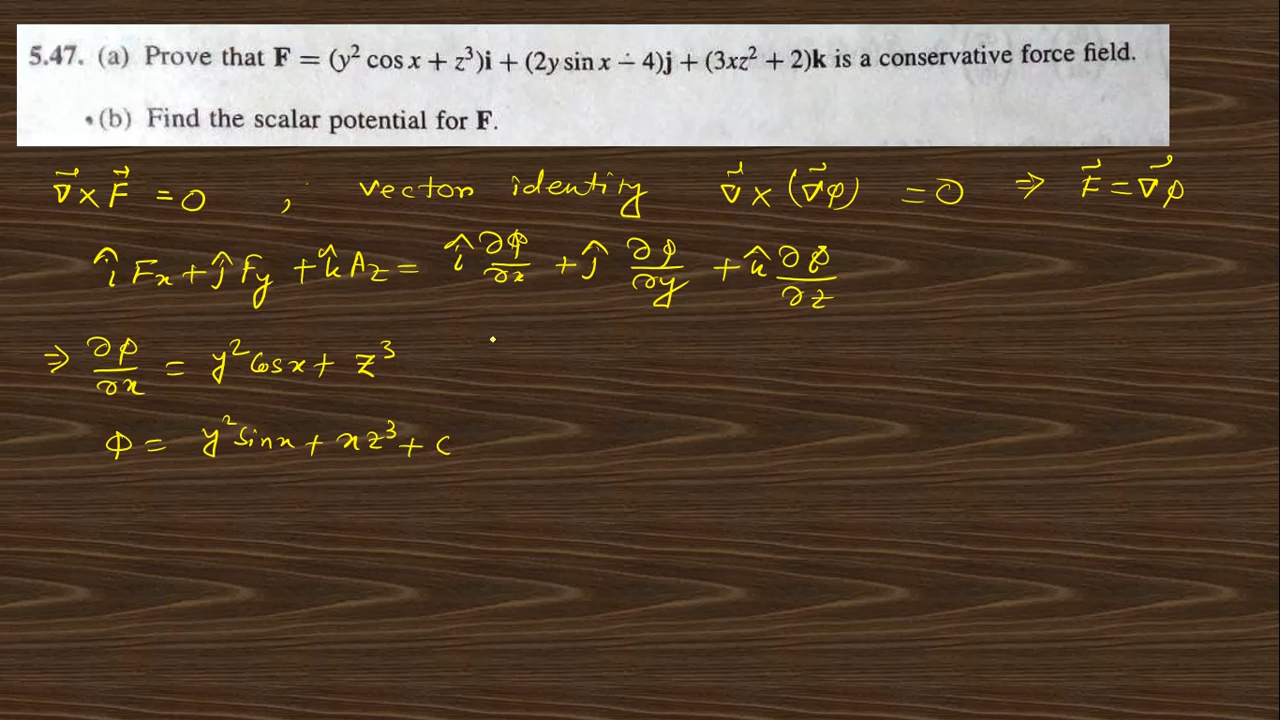 5.47. (a) Prove that F = (y² cos x + z³)i + (2y sin x ∸ 4)j + (3xz² + 2)k is a conservative force field.
•(b) Find the scalar potential for F.
∇⃗ × F⃗ = 0 , vector identity ∇⃗ × (∇⃗φ) = 0 ⇒ F⃗ = ∇⃗φ
î Fx + ĵ Fy + k̂ Az = î ∂φ/∂x + ĵ ∂φ/∂y + k̂ ∂φ/∂z
⇒ ∂φ/∂x = y² cos x + z³
φ = y² sin x + xz³ + c